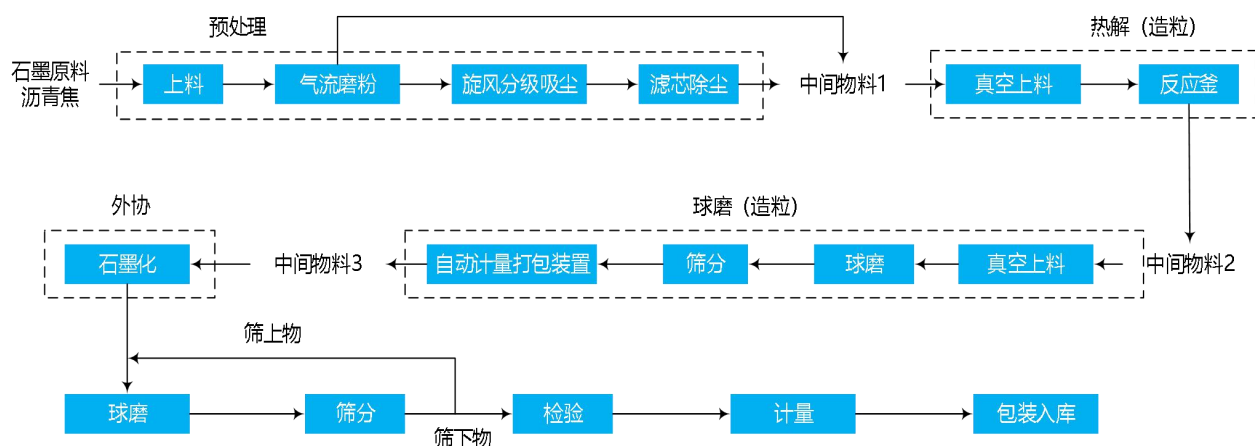 预处理
热解（造粒）
石墨原料
沥青焦
上料
气流磨粉
旋风分级吸尘
滤芯除尘
中间物料1
真空上料
反应釜
外协
球磨（造粒）
石墨化
中间物料3
自动计量打包装置
筛分
球磨
真空上料
中间物料2
筛上物
球磨
筛分
筛下物
检验
计量
包装入库